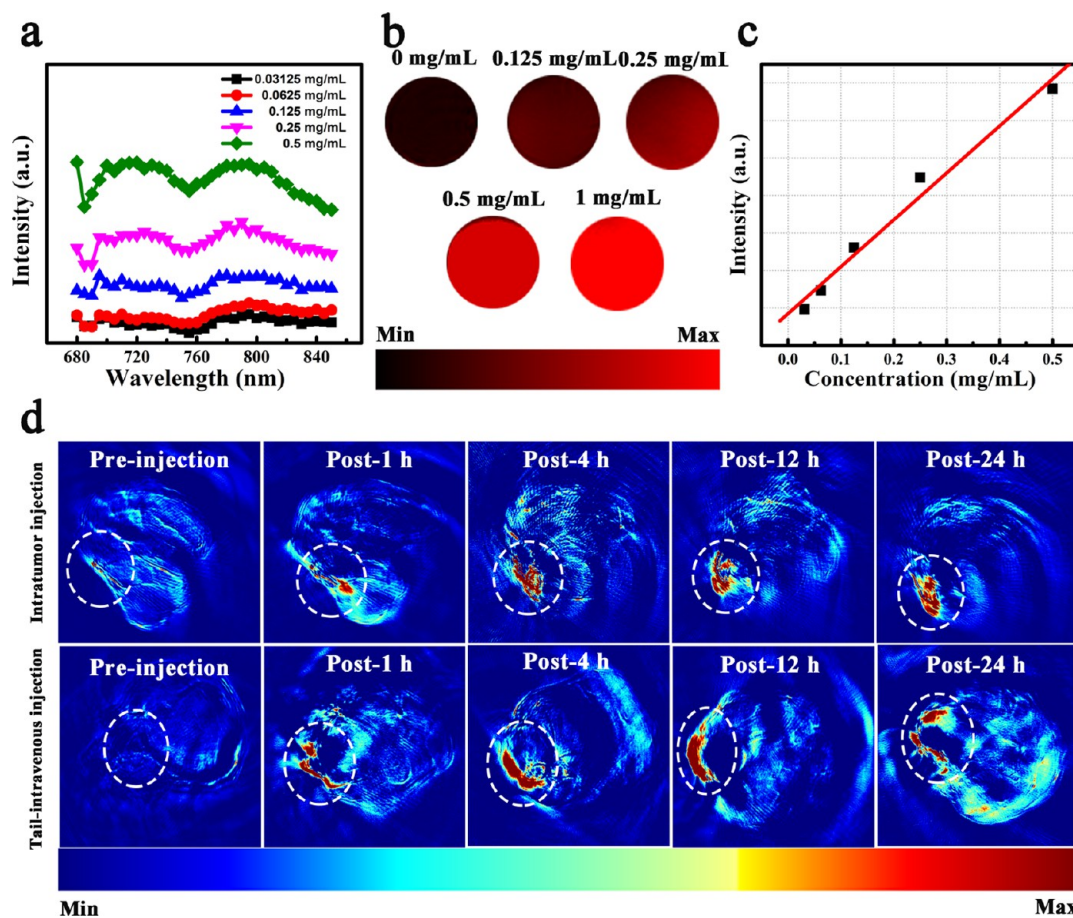 a
Intensity (a.u.)
0.03125 mg/mL
0.0625 mg/mL
0.125 mg/mL
0.25 mg/mL
0.5 mg/mL
680 720 760 800 840
Wavelength (nm)
b
0 mg/mL 0.125 mg/mL 0.25 mg/mL
0.5 mg/mL 1 mg/mL
Min Max
c
Intensity (a.u.)
0.0 0.1 0.2 0.3 0.4 0.5
Concentration (mg/mL)
d
Intratumor injection
Pre-injection Post-1 h Post-4 h Post-12 h Post-24 h
Tail-intravenous injection
Pre-injection Post-1 h Post-4 h Post-12 h Post-24 h
Min Max